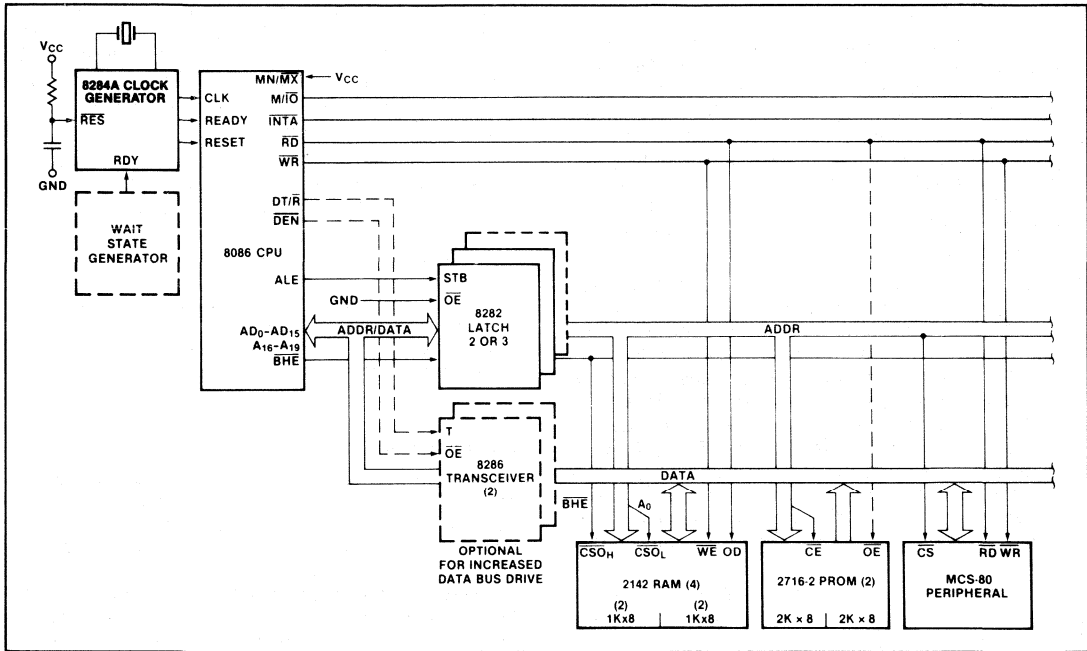 VCC
8284A CLOCK
GENERATOR
RES
RDY
GND
WAIT
STATE
GENERATOR
CLK
READY
RESET
MN/MX
VCC
M/IO
INTA
RD
WR
DT/R
DEN
8086 CPU
ALE
AD0-AD15
A16-A19
BHE
ADDR/DATA
GND
STB
OE
8282
LATCH
2 OR 3
ADDR
T
OE
8286
TRANSCEIVER
(2)
OPTIONAL
FOR INCREASED
DATA BUS DRIVE
DATA
BHE
A0
CSOH
CSOL
WE OD
2142 RAM (4)
(2)
1Kx8
(2)
1Kx8
CE
OE
2716-2 PROM (2)
2K × 8
2K × 8
CS
RD WR
MCS-80
PERIPHERAL